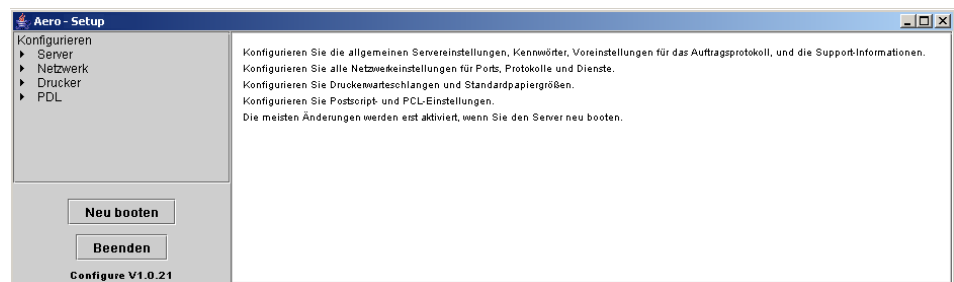 Aero - Setup
Konfigurieren
Server
Netzwerk
Drucker
PDL
Neu booten
Beenden
Configure V1.0.21
Konfigurieren Sie die allgemeinen Servereinstellungen, Kennwörter, Voreinstellungen für das Auftragsprotokoll, und die Support-Informationen.
Konfigurieren Sie alle Netzwerkeinstellungen für Ports, Protokolle und Dienste.
Konfigurieren Sie Druckerwarteschlangen und Standardpapiergrößen.
Konfigurieren Sie Postscript- und PCL-Einstellungen.
Die meisten Änderungen werden erst aktiviert, wenn Sie den Server neu booten.